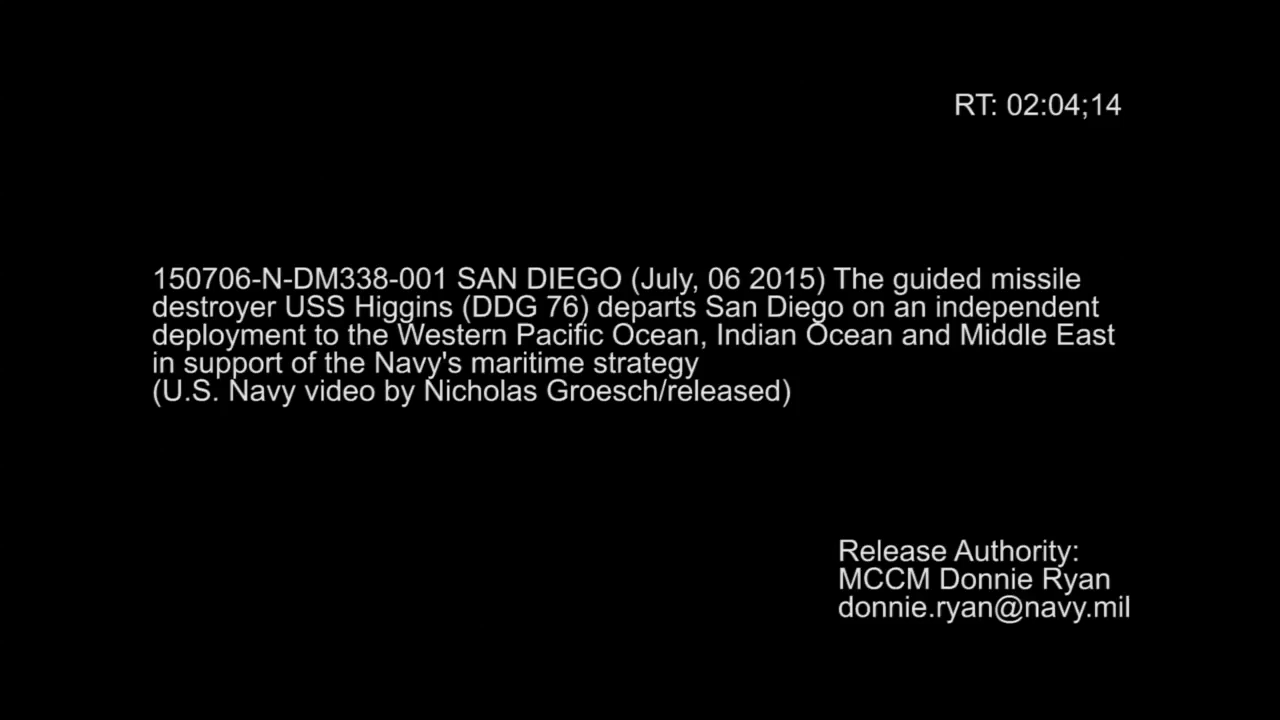 RT: 02:04;14
150706-N-DM338-001 SAN DIEGO (July, 06 2015) The guided missile
destroyer USS Higgins (DDG 76) departs San Diego on an independent
deployment to the Western Pacific Ocean, Indian Ocean and Middle East
in support of the Navy's maritime strategy
(U.S. Navy video by Nicholas Groesch/released)
Release Authority:
MCCM Donnie Ryan
donnie.ryan@navy.mil